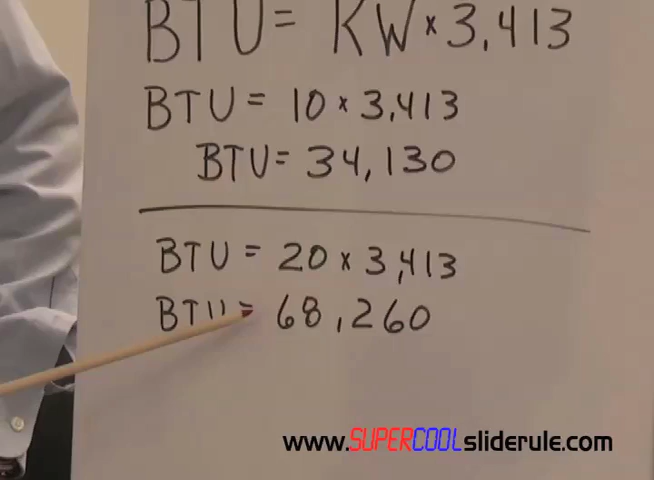 BTU = KW × 3,413
BTU = 10 × 3,413
BTU = 34,130
BTU = 20 × 3,413
BTU = 68,260
www.SUPERCOOLsliderule.com